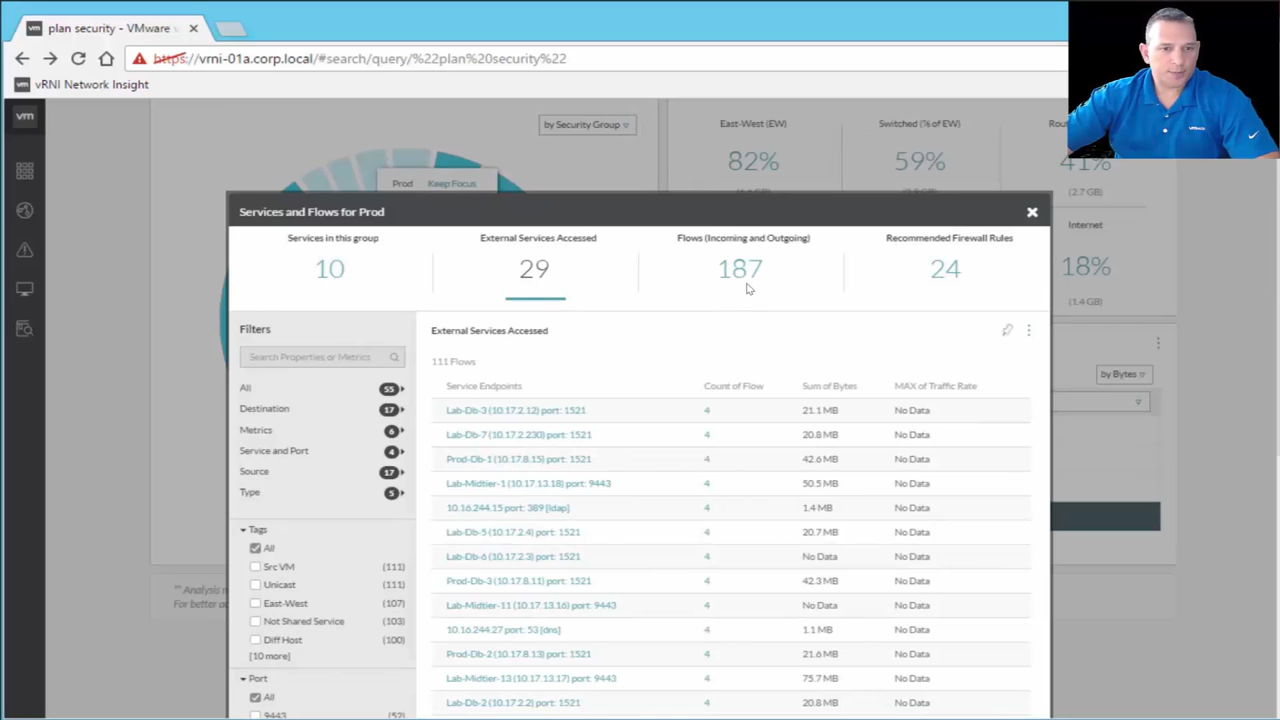 vm plan security - VMware v
https://vrni-01a.corp.local/#search/query/%22plan%20security%22
vm vRNI Network Insight
vm
by Security Group
East-West (EW)
Switched (% of EW)
82%
59%
41%
(2.7 GB)
Prod Keep Focus
Internet
18%
(1.4 GB)
by Bytes
Services and Flows for Prod
Services in this group
External Services Accessed
Flows (Incoming and Outgoing)
Recommended Firewall Rules
10
29
187
24
Filters
Search Properties or Metrics
All 55
Destination 17
Metrics 6
Service and Port 4
Source 17
Type 5
Tags
All
Src VM (111)
Unicast (111)
East-West (107)
Not Shared Service (103)
Diff Host (100)
[10 more]
Port
All
9443 (52)
External Services Accessed
111 Flows
Service Endpoints Count of Flow Sum of Bytes MAX of Traffic Rate
Lab-Db-3 (10.17.2.12) port: 1521 4 21.1 MB No Data
Lab-Db-7 (10.17.2.230) port: 1521 4 20.8 MB No Data
Prod-Db-1 (10.17.8.15) port: 1521 4 42.6 MB No Data
Lab-Midtier-1 (10.17.13.18) port: 9443 4 50.5 MB No Data
10.16.244.15 port: 389 [ldap] 4 1.4 MB No Data
Lab-Db-5 (10.17.2.4) port: 1521 4 20.7 MB No Data
Lab-Db-6 (10.17.2.3) port: 1521 4 No Data No Data
Prod-Db-3 (10.17.8.11) port: 1521 4 42.3 MB No Data
Lab-Midtier-11 (10.17.13.16) port: 9443 4 No Data No Data
10.16.244.27 port: 53 [dns] 4 1.1 MB No Data
Prod-Db-2 (10.17.8.13) port: 1521 4 21.6 MB No Data
Lab-Midtier-13 (10.17.13.17) port: 9443 4 75.7 MB No Data
Lab-Db-2 (10.17.2.2) port: 1521 4 20.8 MB No Data
** Analysis
For better